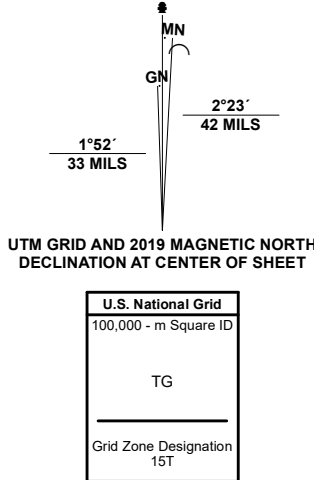 MN
GN
2°23´
42 MILS
1°52´
33 MILS
UTM GRID AND 2019 MAGNETIC NORTH
DECLINATION AT CENTER OF SHEET
U.S. National Grid
100,000 - m Square ID
TG
Grid Zone Designation
15T